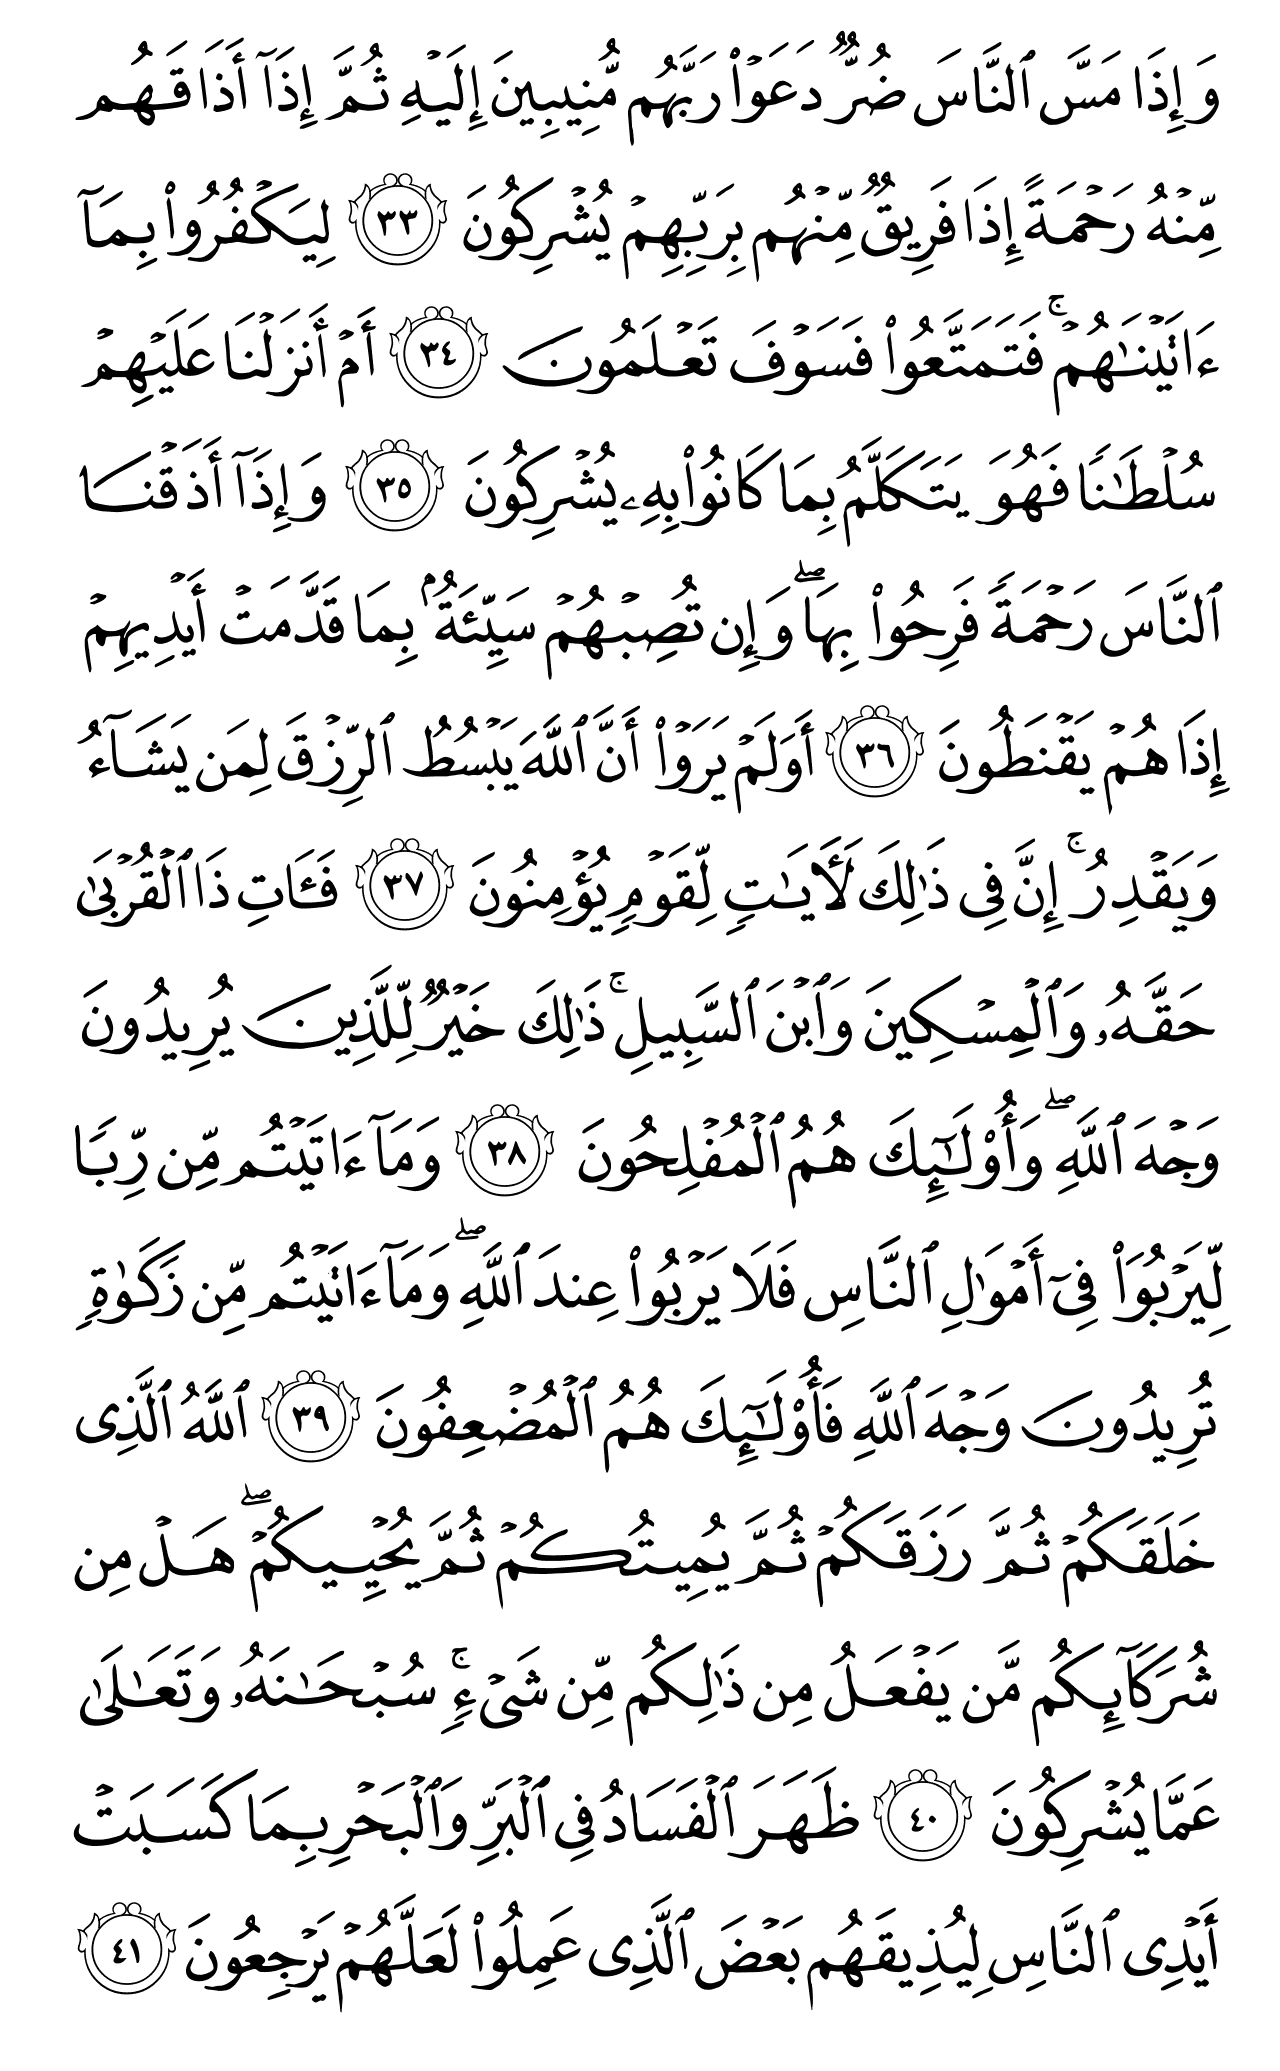 وَإِذَا مَسَّ ٱلنَّاسَ ضُرٌّ دَعَوۡاْ رَبَّهُم مُّنِيبِينَ إِلَيۡهِ ثُمَّ إِذَآ أَذَاقَهُم
مِّنۡهُ رَحۡمَةً إِذَا فَرِيقٌ مِّنۡهُم بِرَبِّهِمۡ يُشۡرِكُونَ ٣٣ لِيَكۡفُرُواْ بِمَآ
ءَاتَيۡنَٰهُمۡۚ فَتَمَتَّعُواْ فَسَوۡفَ تَعۡلَمُونَ ٣٤ أَمۡ أَنزَلۡنَا عَلَيۡهِمۡ
سُلۡطَٰنٗا فَهُوَ يَتَكَلَّمُ بِمَا كَانُواْ بِهِۦ يُشۡرِكُونَ ٣٥ وَإِذَآ أَذَقۡنَا
ٱلنَّاسَ رَحۡمَةٗ فَرِحُواْ بِهَاۖ وَإِن تُصِبۡهُمۡ سَيِّئَةُۢ بِمَا قَدَّمَتۡ أَيۡدِيهِمۡ
إِذَا هُمۡ يَقۡنَطُونَ ٣٦ أَوَلَمۡ يَرَوۡاْ أَنَّ ٱللَّهَ يَبۡسُطُ ٱلرِّزۡقَ لِمَن يَشَآءُ
وَيَقۡدِرُۚ إِنَّ فِي ذَٰلِكَ لَأٓيَٰتٖ لِّقَوۡمٖ يُؤۡمِنُونَ ٣٧ فَـَٔاتِ ذَا ٱلۡقُرۡبَىٰ
حَقَّهُۥ وَٱلۡمِسۡكِينَ وَٱبۡنَ ٱلسَّبِيلِۚ ذَٰلِكَ خَيۡرٞ لِّلَّذِينَ يُرِيدُونَ
وَجۡهَ ٱللَّهِۖ وَأُوْلَٰٓئِكَ هُمُ ٱلۡمُفۡلِحُونَ ٣٨ وَمَآ ءَاتَيۡتُم مِّن رِّبٗا
لِّيَرۡبُوَاْ فِيٓ أَمۡوَٰلِ ٱلنَّاسِ فَلَا يَرۡبُواْ عِندَ ٱللَّهِۖ وَمَآ ءَاتَيۡتُم مِّن زَكَوٰةٖ
تُرِيدُونَ وَجۡهَ ٱللَّهِ فَأُوْلَٰٓئِكَ هُمُ ٱلۡمُضۡعِفُونَ ٣٩ ٱللَّهُ ٱلَّذِي
خَلَقَكُمۡ ثُمَّ رَزَقَكُمۡ ثُمَّ يُمِيتُكُمۡ ثُمَّ يُحۡيِيكُمۡۖ هَلۡ مِن
شُرَكَآئِكُم مَّن يَفۡعَلُ مِن ذَٰلِكُم مِّن شَيۡءٖۚ سُبۡحَٰنَهُۥ وَتَعَٰلَىٰ
عَمَّا يُشۡرِكُونَ ٤٠ ظَهَرَ ٱلۡفَسَادُ فِي ٱلۡبَرِّ وَٱلۡبَحۡرِ بِمَا كَسَبَتۡ
أَيۡدِي ٱلنَّاسِ لِيُذِيقَهُم بَعۡضَ ٱلَّذِي عَمِلُواْ لَعَلَّهُمۡ يَرۡجِعُونَ ٤١